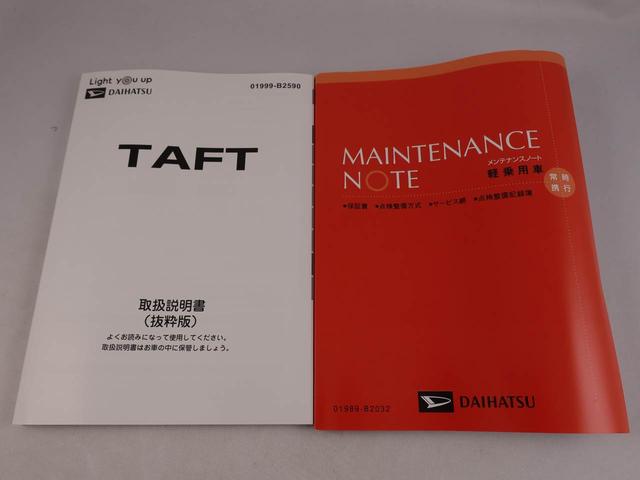 Light you up
DAIHATSU
01999-B2590
TAFT
取扱説明書
(抜粋版)
よくお読みになって使用してください。
取扱説明書はお車の中に保管しましょう。
MAINTENANCE
NOTE
メンテナンスノート
軽乗用車
常時
携行
*保証書 *点検整備方式 *サービス網 *点検整備記録簿
01989-B2032
DAIHATSU